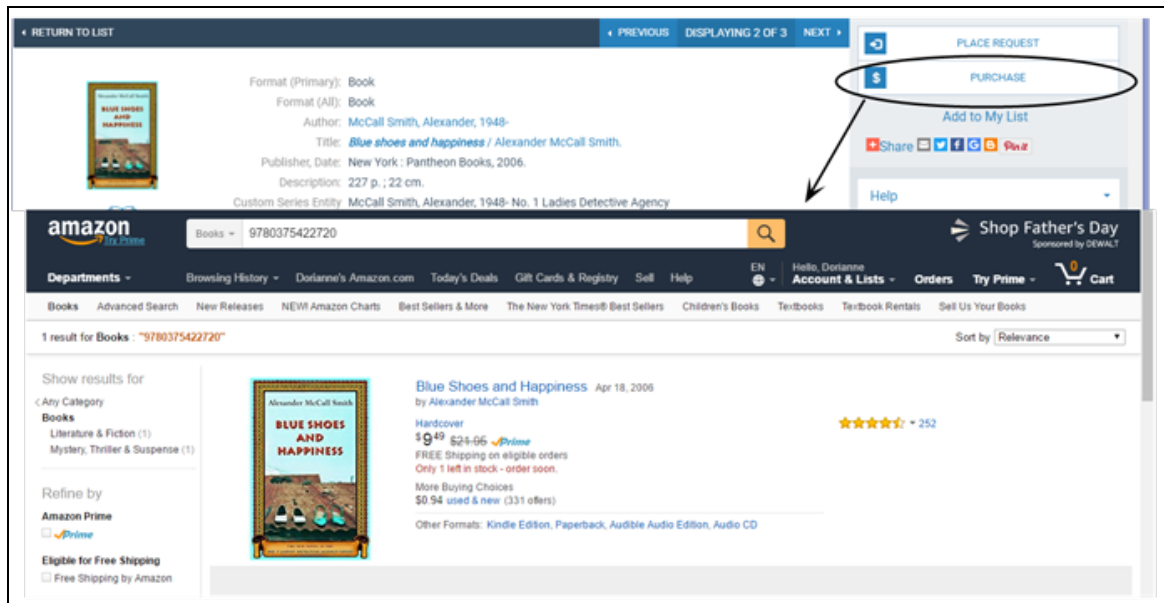 RETURN TO LIST
PREVIOUS DISPLAYING 2 OF 3 NEXT
PLACE REQUEST
$ PURCHASE
Add to My List
Share Pin it
Help
Alexander McCall Smith
BLUE SHOES
AND
HAPPINESS
Format (Primary): Book
Format (All): Book
Author: McCall Smith, Alexander, 1948-
Title: Blue shoes and happiness / Alexander McCall Smith.
Publisher, Date: New York : Pantheon Books, 2006.
Description: 227 p. ; 22 cm.
Custom Series Entity McCall Smith, Alexander, 1948- No. 1 Ladies Detective Agency
amazon
Try Prime
Books 9780375422720
Shop Father's Day
Sponsored by DEWALT
Departments Browsing History Dorianne's Amazon.com Today's Deals Gift Cards & Registry Sell Help
EN
Hello, Dorianne
Account & Lists Orders Try Prime 0 Cart
Books Advanced Search New Releases NEW! Amazon Charts Best Sellers & More The New York Times® Best Sellers Children's Books Textbooks Textbook Rentals Sell Us Your Books
1 result for Books : "9780375422720"
Sort by Relevance
Show results for
Any Category
Books
Literature & Fiction (1)
Mystery, Thriller & Suspense (1)
Refine by
Amazon Prime
Prime
Eligible for Free Shipping
Free Shipping by Amazon
Alexander McCall Smith
BLUE SHOES
AND
HAPPINESS
Blue Shoes and Happiness Apr 18, 2006
by Alexander McCall Smith
Hardcover
$9 49 $21.95 Prime
FREE Shipping on eligible orders
Only 1 left in stock - order soon.
More Buying Choices
$0.94 used & new (331 offers)
Other Formats: Kindle Edition, Paperback, Audible Audio Edition, Audio CD
252